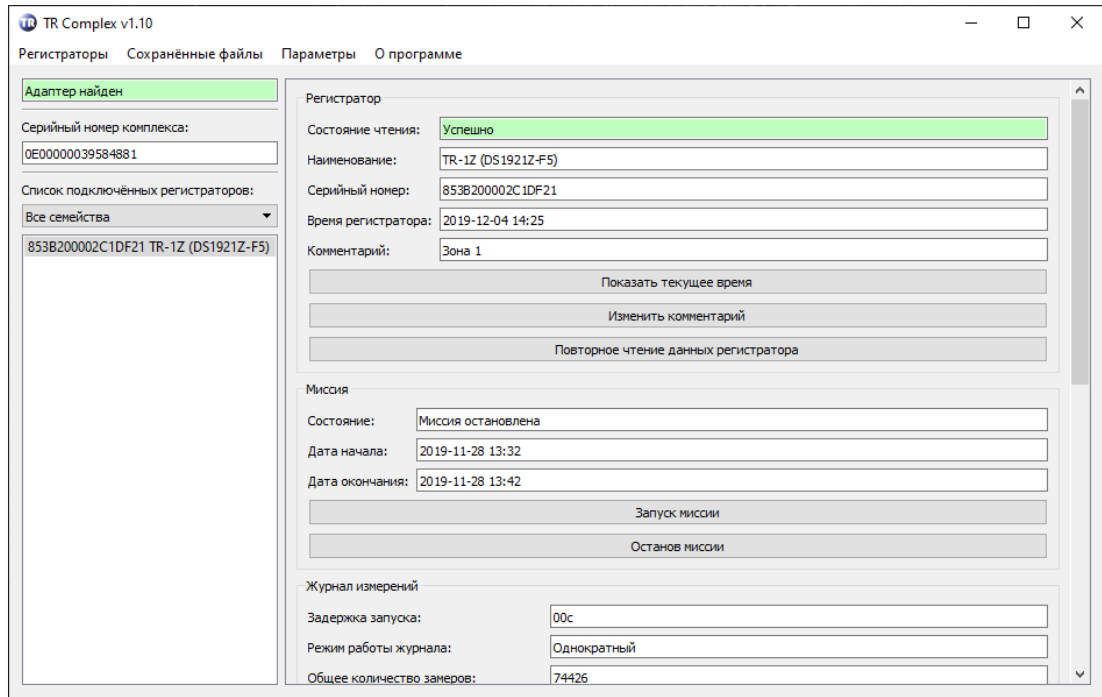 TR TR Complex v1.10
Регистраторы Сохранённые файлы Параметры О программе
Адаптер найден
Серийный номер комплекса:
0E00000039584881
Список подключённых регистраторов:
Все семейства
853B200002C1DF21 TR-1Z (DS1921Z-F5)
Регистратор
Состояние чтения: Успешно
Наименование: TR-1Z (DS1921Z-F5)
Серийный номер: 853B200002C1DF21
Время регистратора: 2019-12-04 14:25
Комментарий: Зона 1
Показать текущее время
Изменить комментарий
Повторное чтение данных регистратора
Миссия
Состояние: Миссия остановлена
Дата начала: 2019-11-28 13:32
Дата окончания: 2019-11-28 13:42
Запуск миссии
Останов миссии
Журнал измерений
Задержка запуска: 00с
Режим работы журнала: Однократный
Общее количество замеров: 74426